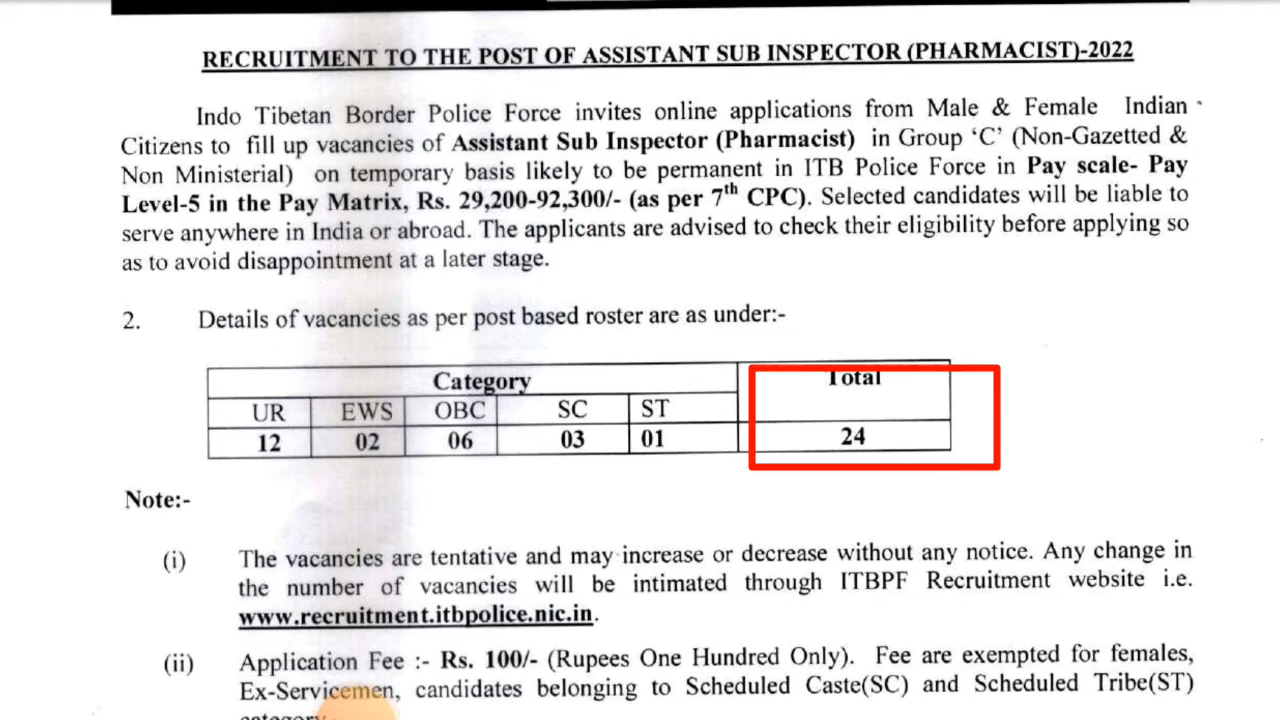 RECRUITMENT TO THE POST OF ASSISTANT SUB INSPECTOR (PHARMACIST)-2022
Indo Tibetan Border Police Force invites online applications from Male & Female Indian
Citizens to fill up vacancies of Assistant Sub Inspector (Pharmacist) in Group ‘C’ (Non-Gazetted &
Non Ministerial) on temporary basis likely to be permanent in ITB Police Force in Pay scale- Pay
Level-5 in the Pay Matrix, Rs. 29,200-92,300/- (as per 7th CPC). Selected candidates will be liable to
serve anywhere in India or abroad. The applicants are advised to check their eligibility before applying so
as to avoid disappointment at a later stage.
2. Details of vacancies as per post based roster are as under:-
Category Total
UR EWS OBC SC ST
12 02 06 03 01 24
Note:-
(i) The vacancies are tentative and may increase or decrease without any notice. Any change in
the number of vacancies will be intimated through ITBPF Recruitment website i.e.
www.recruitment.itbpolice.nic.in.
(ii) Application Fee :- Rs. 100/- (Rupees One Hundred Only). Fee are exempted for females,
Ex-Servicemen, candidates belonging to Scheduled Caste(SC) and Scheduled Tribe(ST)
category.